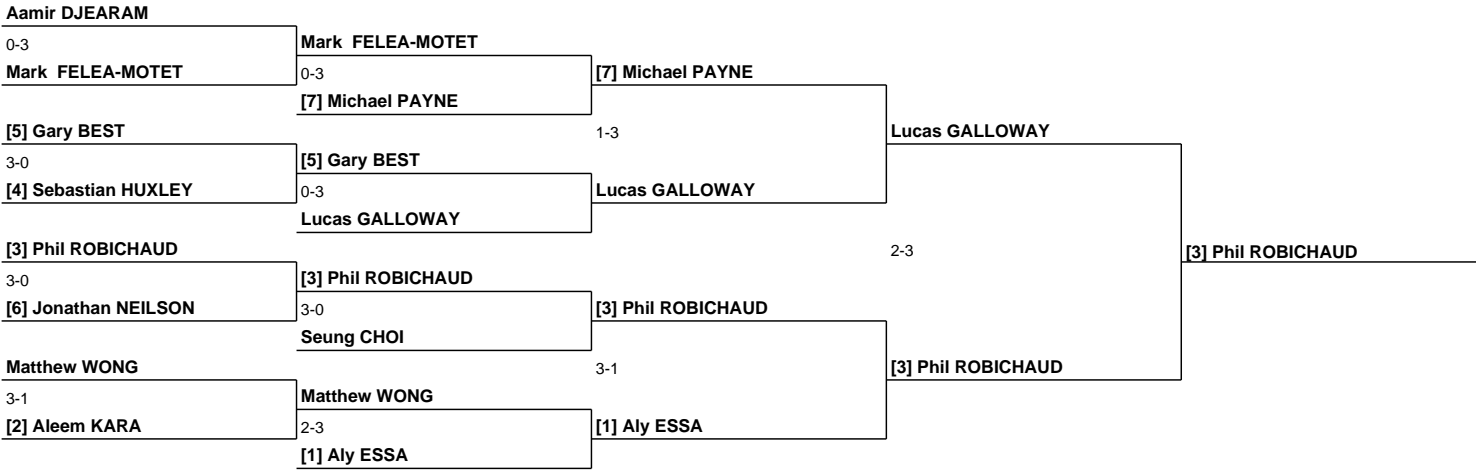 Aamir DJEARAM
0-3
Mark  FELEA-MOTET
Mark  FELEA-MOTET
0-3
[7] Michael PAYNE
[7] Michael PAYNE
[5] Gary BEST
1-3
Lucas GALLOWAY
3-0
[5] Gary BEST
[4] Sebastian HUXLEY
0-3
Lucas GALLOWAY
Lucas GALLOWAY
[3] Phil ROBICHAUD
2-3
[3] Phil ROBICHAUD
3-0
[3] Phil ROBICHAUD
[6] Jonathan NEILSON
3-0
[3] Phil ROBICHAUD
Seung CHOI
Matthew WONG
3-1
[3] Phil ROBICHAUD
3-1
Matthew WONG
[2] Aleem KARA
2-3
[1] Aly ESSA
[1] Aly ESSA